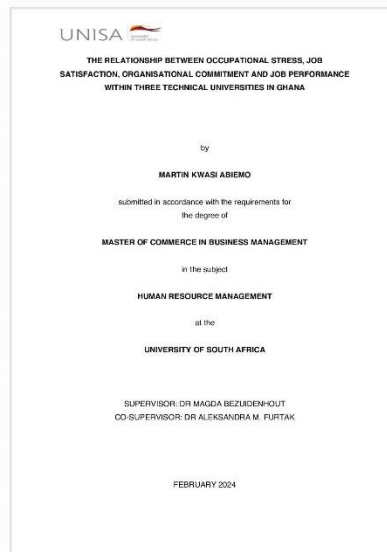 UNISA
THE RELATIONSHIP BETWEEN OCCUPATIONAL STRESS, JOB
SATISFACTION, ORGANISATIONAL COMMITMENT AND JOB PERFORMANCE
WITHIN THREE TECHNICAL UNIVERSITIES IN GHANA
by
MARTIN KWASI ABIEMO
submitted in accordance with the requirements for
the degree of
MASTER OF COMMERCE IN BUSINESS MANAGEMENT
in the subject
HUMAN RESOURCE MANAGEMENT
at the
UNIVERSITY OF SOUTH AFRICA
SUPERVISOR: DR MAGDA BEZUIDENHOUT
CO-SUPERVISOR: DR ALEKSANDRA M. FURTAK
FEBRUARY 2024